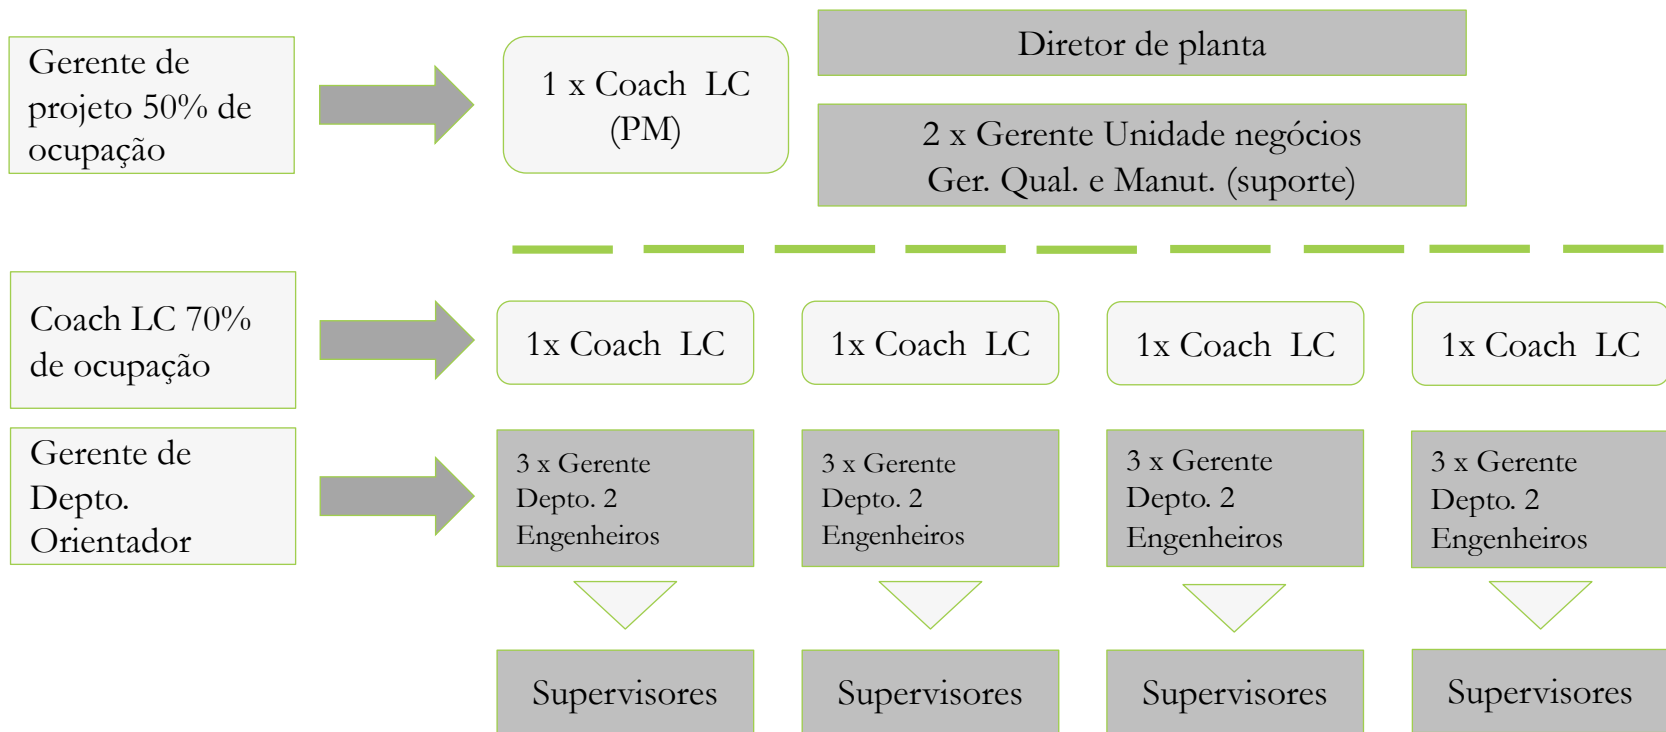 Gerente de
projeto 50% de
ocupação
1 x Coach LC
(PM)
Diretor de planta
2 x Gerente Unidade negócios
Ger. Qual. e Manut. (suporte)
Coach LC 70%
de ocupação
1x Coach LC
1x Coach LC
1x Coach LC
1x Coach LC
Gerente de
Depto.
Orientador
3 x Gerente
Depto. 2
Engenheiros
3 x Gerente
Depto. 2
Engenheiros
3 x Gerente
Depto. 2
Engenheiros
3 x Gerente
Depto. 2
Engenheiros
Supervisores
Supervisores
Supervisores
Supervisores